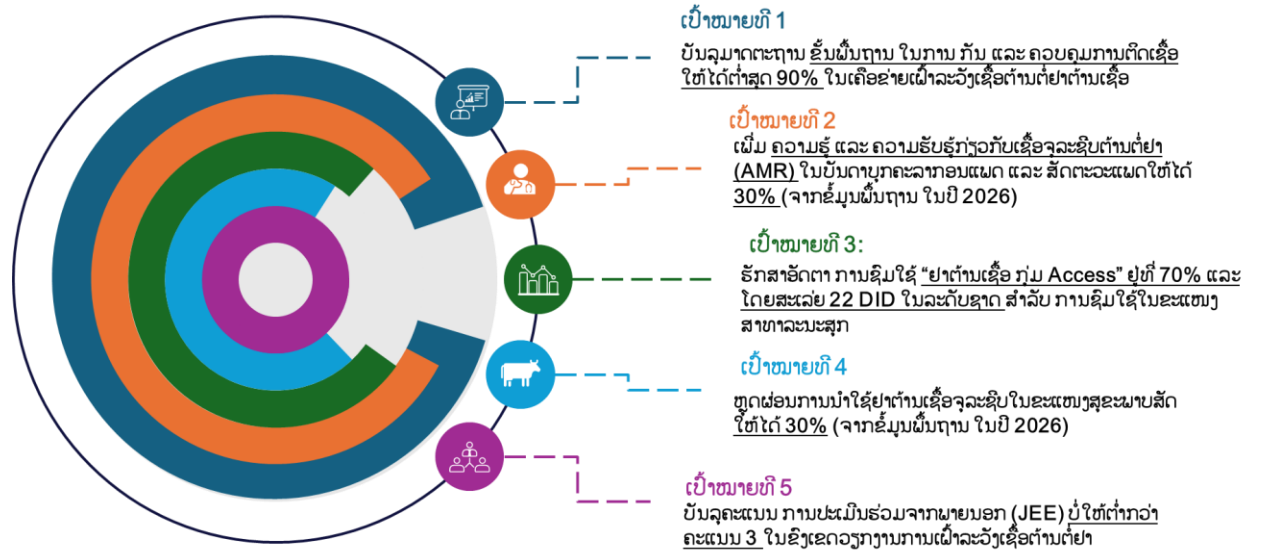 ເປົ້າໝາຍທີ 1
ບັນລຸມາດຕະຖານ ຂັ້ນພື້ນຖານ ໃນການ ກັນ ແລະ ຄວບຄຸມການຕິດເຊື້ອ
ໃຫ້ໄດ້ຕໍ່າສຸດ 90% ໃນເຄືອຂ່າຍເຝົ້າລະວັງເຊື້ອຕ້ານຕໍ່ຢາຕ້ານເຊື້ອ
ເປົ້າໝາຍທີ 2
ເພີ່ມ ຄວາມຮູ້ ແລະ ຄວາມຮັບຮູ້ກ່ຽວກັບເຊື້ອຈຸລະຊີບຕ້ານຕໍ່ຢາ
(AMR) ໃນບັນດາບຸກຄະລາກອນແພດ ແລະ ສັດຕະວະແພດໃຫ້ໄດ້
30% (ຈາກຂໍ້ມູນພື້ນຖານ ໃນປີ 2026)
ເປົ້າໝາຍທີ 3:
ຮັກສາອັດຕາ ການຊົມໃຊ້ “ຢາຕ້ານເຊື້ອ ກຸ່ມ Access” ຢູ່ທີ່ 70% ແລະ
ໂດຍສະເລ່ຍ 22 DID ໃນລະດັບຊາດ ສໍາລັບ ການຊົມໃຊ້ໃນຂະແໜງ
ສາທາລະນະສຸກ
ເປົ້າໝາຍທີ 4
ຫຼຸດຜ່ອນການນໍາໃຊ້ຢາຕ້ານເຊື້ອຈຸລະຊີບໃນຂະແໜງສຸຂະພາບສັດ
ໃຫ້ໄດ້ 30% (ຈາກຂໍ້ມູນພື້ນຖານ ໃນປີ 2026)
ເປົ້າໝາຍທີ 5
ບັນລຸຄະແນນ ການປະເມີນຮ່ວມຈາກພາຍນອກ (JEE) ບໍ່ໃຫ້ຕໍ່າກວ່າ
ຄະແນນ 3 ໃນຂົງເຂດວຽກງານການເຝົ້າລະວັງເຊື້ອຕ້ານຕໍ່ຢາ